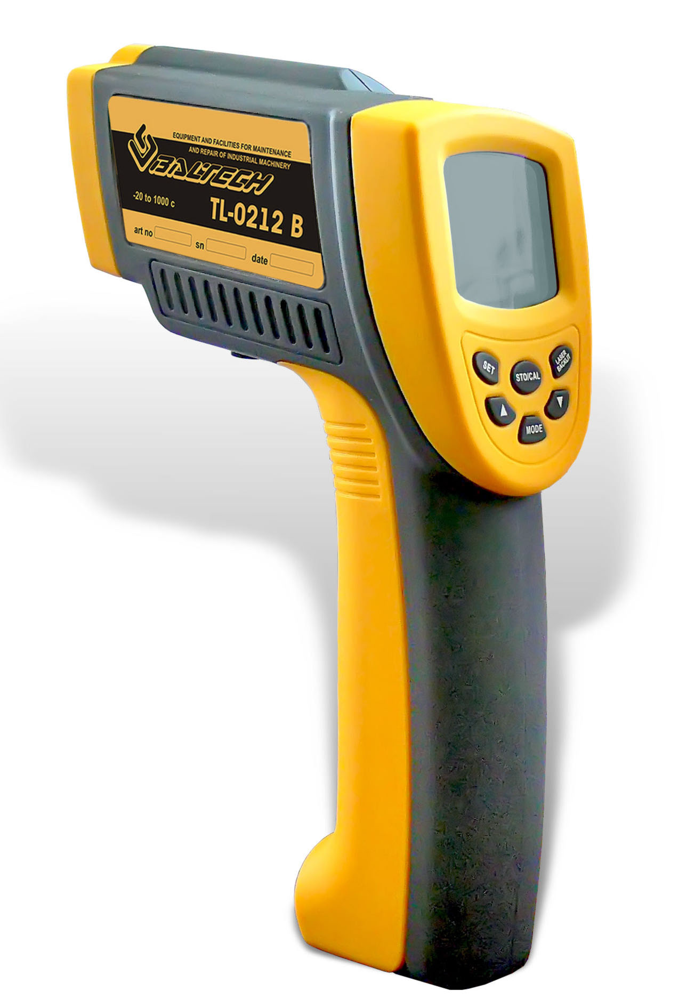 EQUIPMENT AND FACILITIES FOR MAINTENANCE
AND REPAIR OF INDUSTRIAL MACHINERY
BALTECH
-20 to 1000 c
TL-0212 B
art no
sn
date
SET
STO/CAL
LASER
BACKLIT
▲
▼
MODE